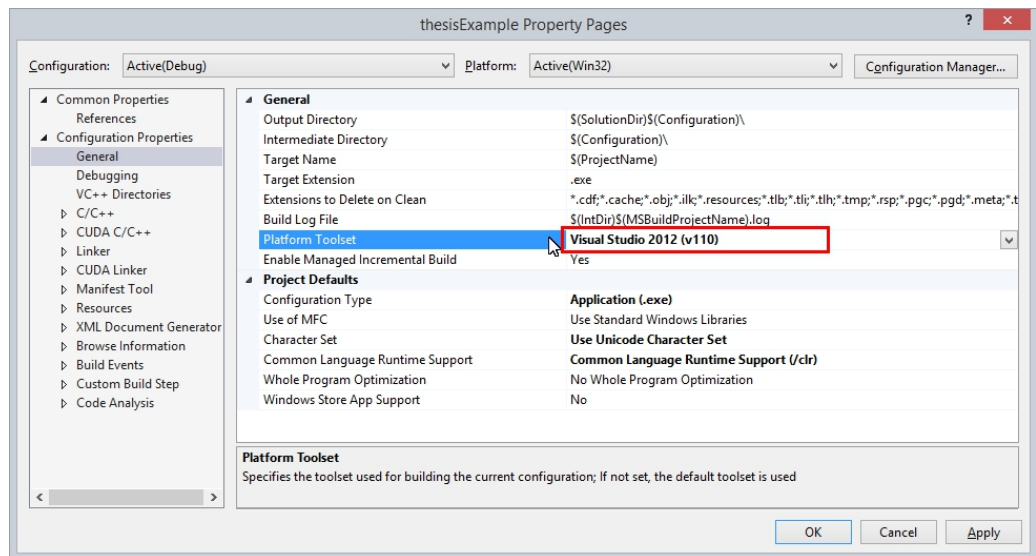 thesisExample Property Pages
?
Configuration: Active(Debug) Platform: Active(Win32) Configuration Manager...
Common Properties
References
Configuration Properties
General
Debugging
VC++ Directories
C/C++
CUDA C/C++
Linker
CUDA Linker
Manifest Tool
Resources
XML Document Generator
Browse Information
Build Events
Custom Build Step
Code Analysis
General
Output Directory $(SolutionDir)$(Configuration)\
Intermediate Directory $(Configuration)\
Target Name $(ProjectName)
Target Extension .exe
Extensions to Delete on Clean *.cdf;*.cache;*.obj;*.ilk;*.resources;*.tlb;*.tli;*.tlh;*.tmp;*.rsp;*.pgc;*.pgd;*.meta;*.t
Build Log File $(IntDir)$(MSBuildProjectName).log
Platform Toolset Visual Studio 2012 (v110)
Enable Managed Incremental Build Yes
Project Defaults
Configuration Type Application (.exe)
Use of MFC Use Standard Windows Libraries
Character Set Use Unicode Character Set
Common Language Runtime Support Common Language Runtime Support (/clr)
Whole Program Optimization No Whole Program Optimization
Windows Store App Support No
Platform Toolset
Specifies the toolset used for building the current configuration; If not set, the default toolset is used
OK Cancel Apply